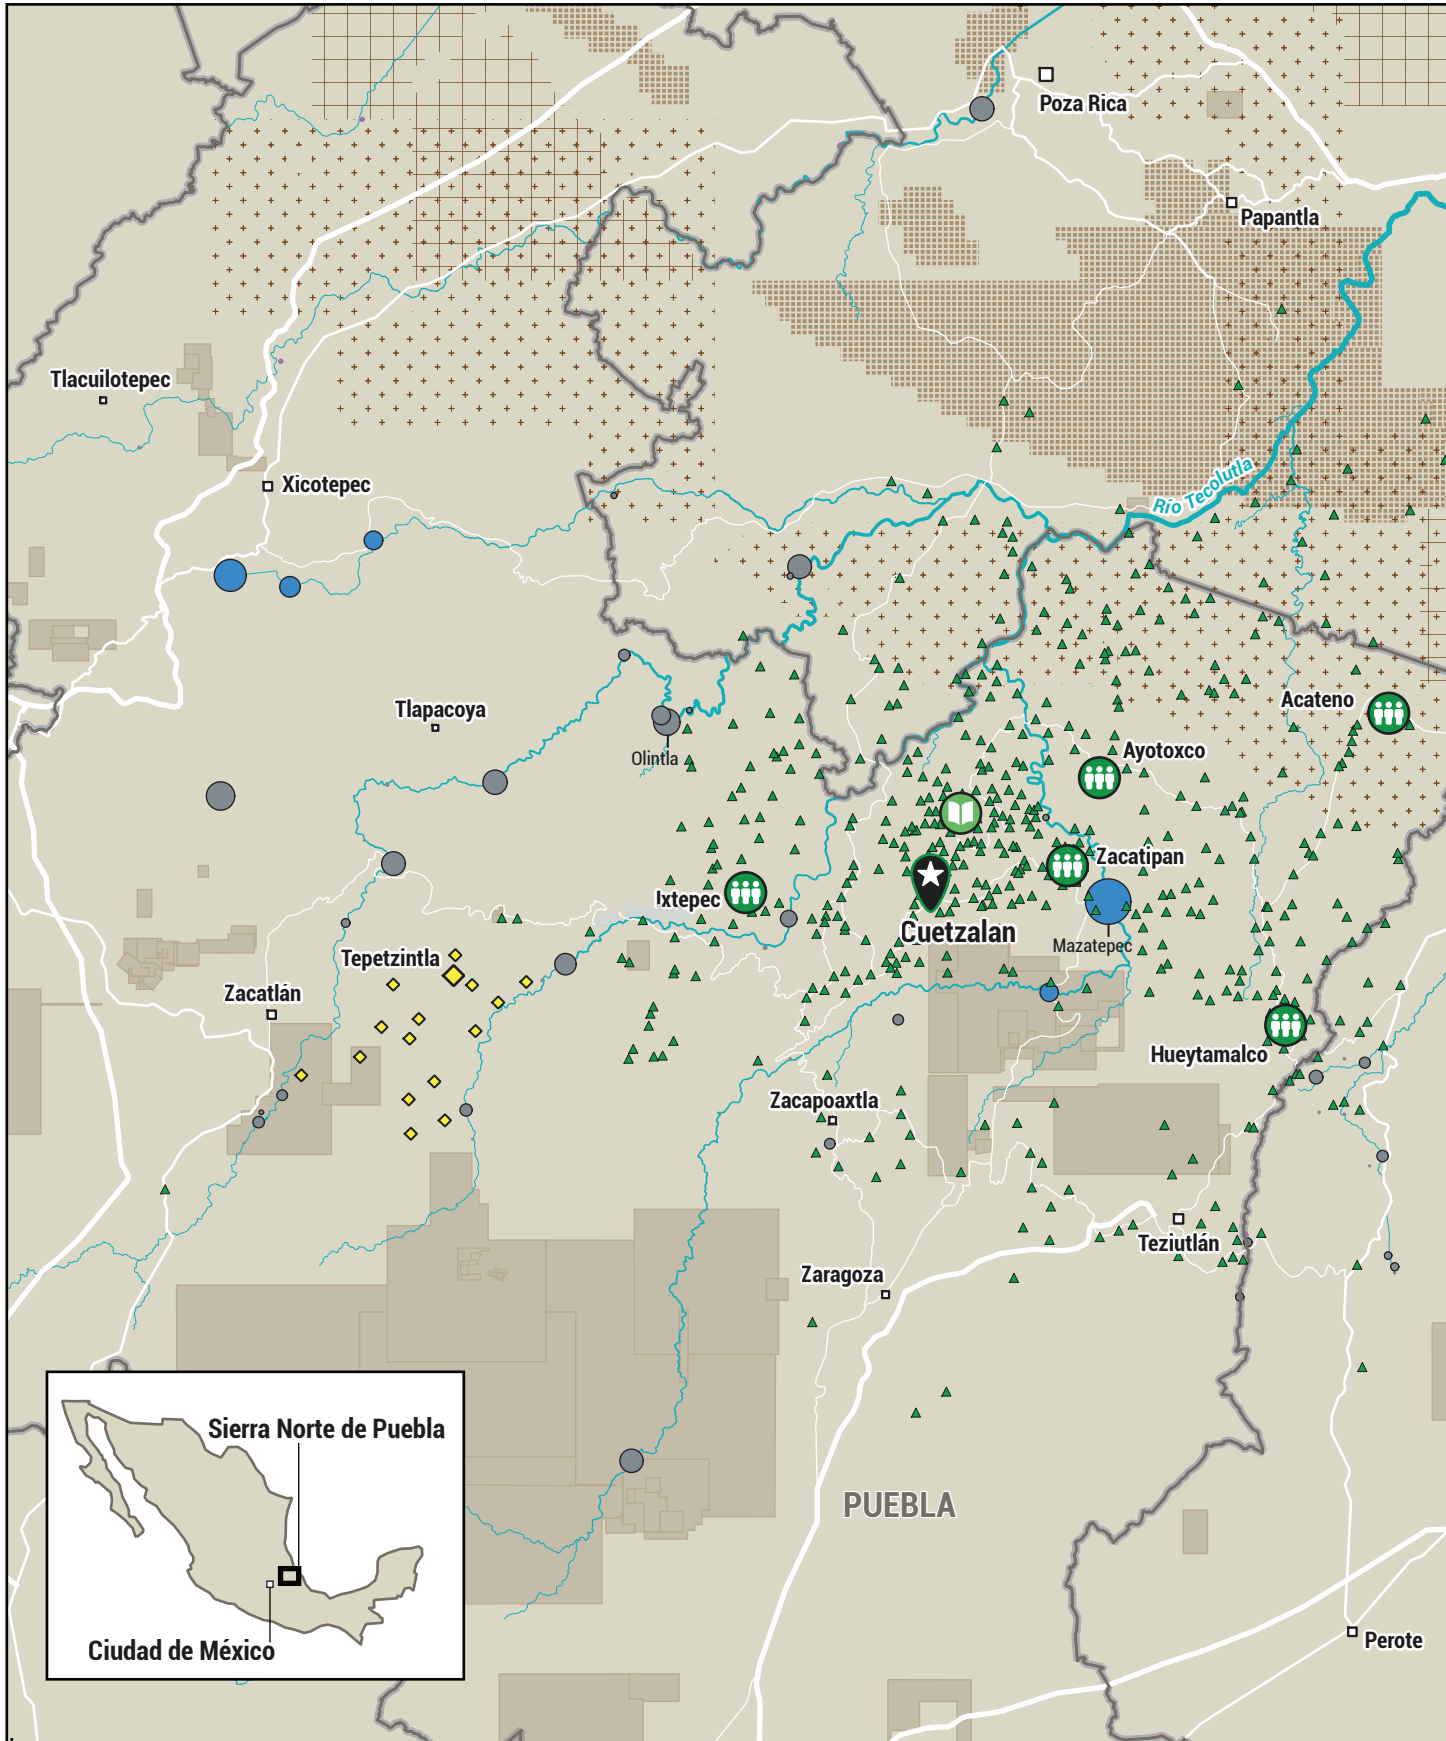 Poza Rica
Papantla
Tlacuilotepec
Xicotepec
Río Tecolutla
Tlapacoya
Olintla
Acateno
Ayotoxco
Zacatipan
Ixtepec
Cuetzalan
Mazatepec
Tepetzintla
Zacatlán
Hueytamalco
Zacapoaxtla
Teziutlán
Zaragoza
PUEBLA
Sierra Norte de Puebla
Ciudad de México
Perote